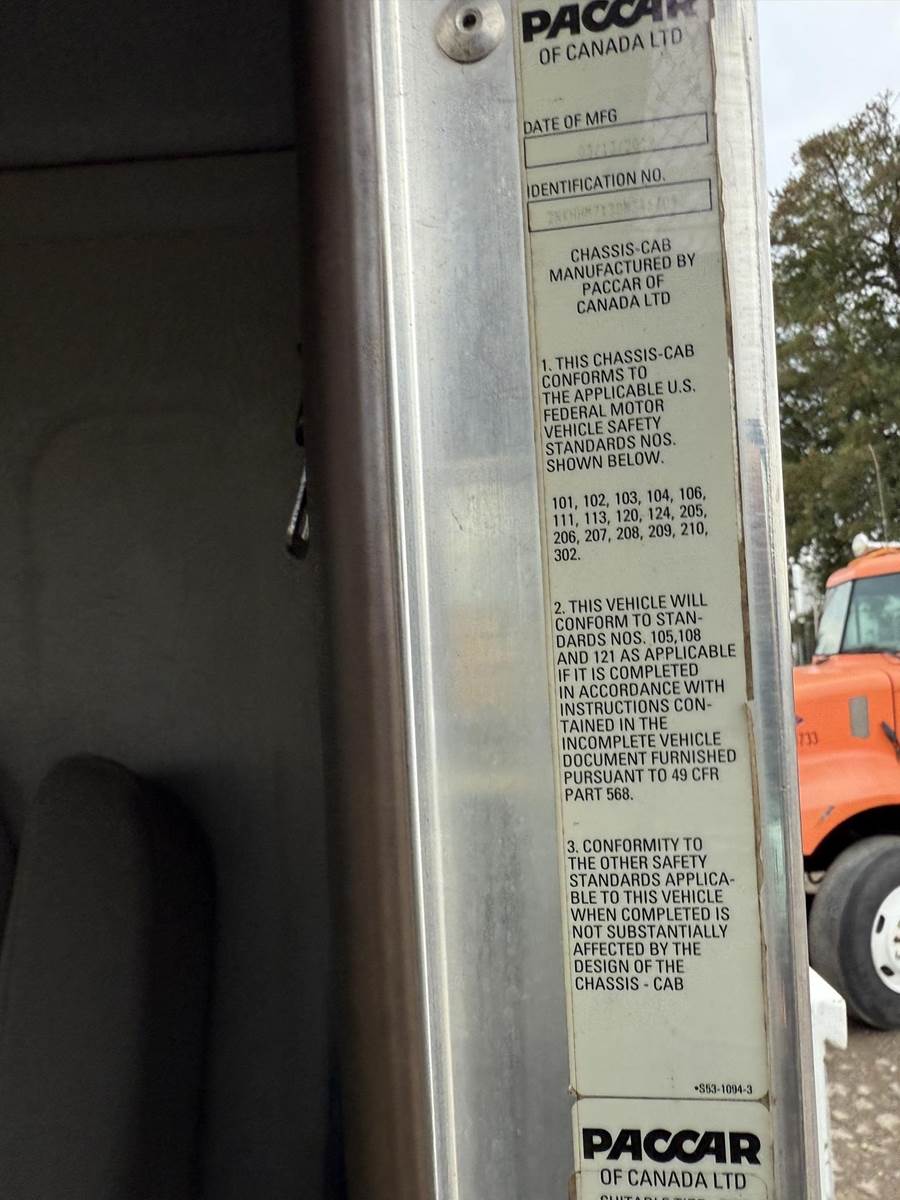 PACCAR
OF CANADA LTD
DATE OF MFG
IDENTIFICATION NO.
CHASSIS-CAB
MANUFACTURED BY
PACCAR OF
CANADA LTD
1. THIS CHASSIS-CAB
CONFORMS TO
THE APPLICABLE U.S.
FEDERAL MOTOR
VEHICLE SAFETY
STANDARDS NOS.
SHOWN BELOW.
101, 102, 103, 104, 106,
111, 113, 120, 124, 205,
206, 207, 208, 209, 210,
302.
2. THIS VEHICLE WILL
CONFORM TO STAN-
DARDS NOS. 105,108
AND 121 AS APPLICABLE
IF IT IS COMPLETED
IN ACCORDANCE WITH
INSTRUCTIONS CON-
TAINED IN THE
INCOMPLETE VEHICLE
DOCUMENT FURNISHED
PURSUANT TO 49 CFR
PART 568.
3. CONFORMITY TO
THE OTHER SAFETY
STANDARDS APPLICA-
BLE TO THIS VEHICLE
WHEN COMPLETED IS
NOT SUBSTANTIALLY
AFFECTED BY THE
DESIGN OF THE
CHASSIS - CAB
•S53-1094-3
PACCAR
OF CANADA LTD